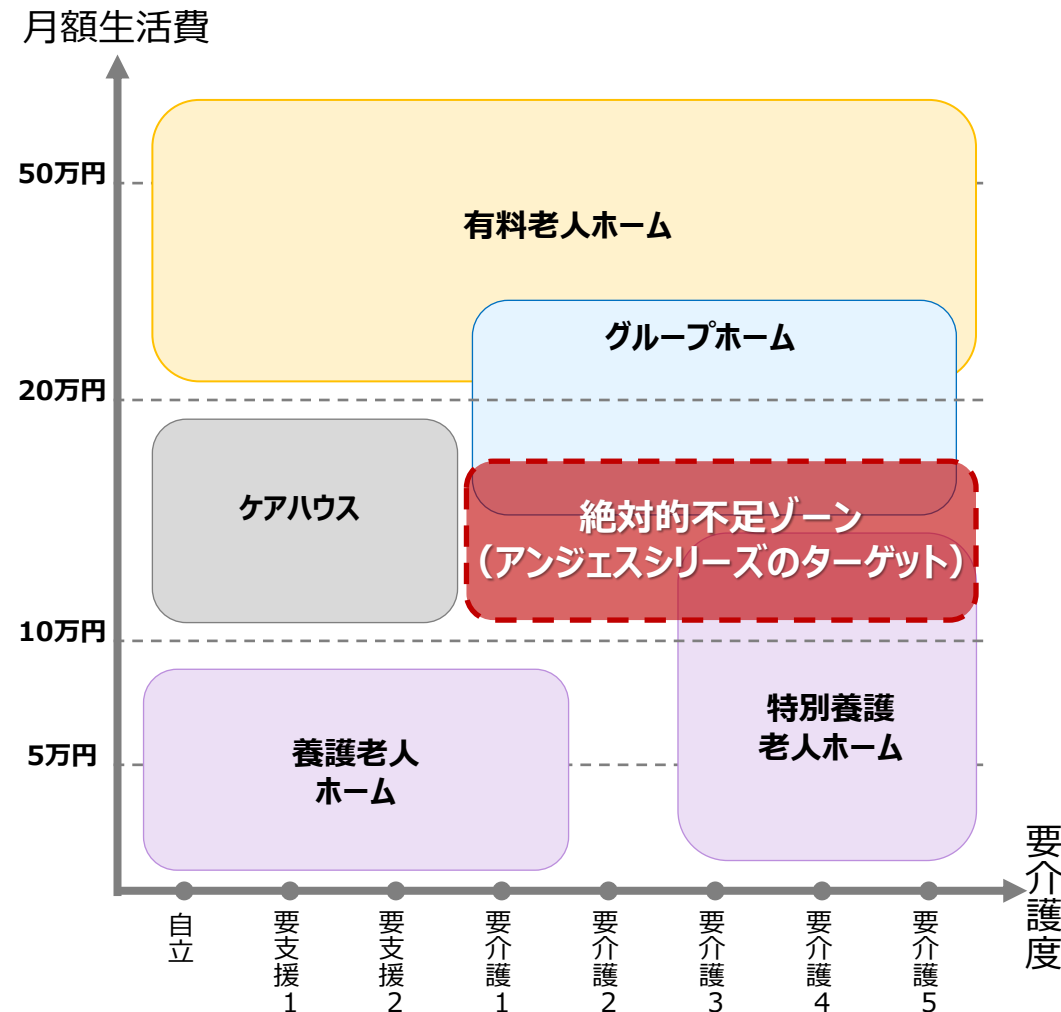 月額生活費
50万円
有料老人ホーム
グループホーム
20万円
ケアハウス
絶対的不足ゾーン
（アンジェスシリーズのターゲット）
10万円
特別養護
老人ホーム
5万円
養護老人
ホーム
要介護度
自立
要支援1
要支援2
要介護1
要介護2
要介護3
要介護4
要介護5